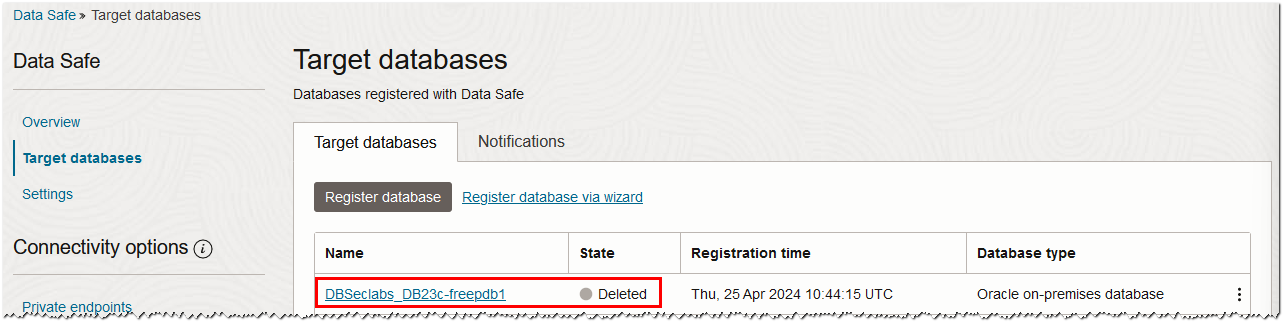 Data Safe » Target databases
Data Safe
Overview
Target databases
Settings
Connectivity options i
Private endpoints
Target databases
Databases registered with Data Safe
Target databases Notifications
Register database Register database via wizard
Name State Registration time Database type
DBSeclabs_DB23c-freepdb1 Deleted Thu, 25 Apr 2024 10:44:15 UTC Oracle on-premises database